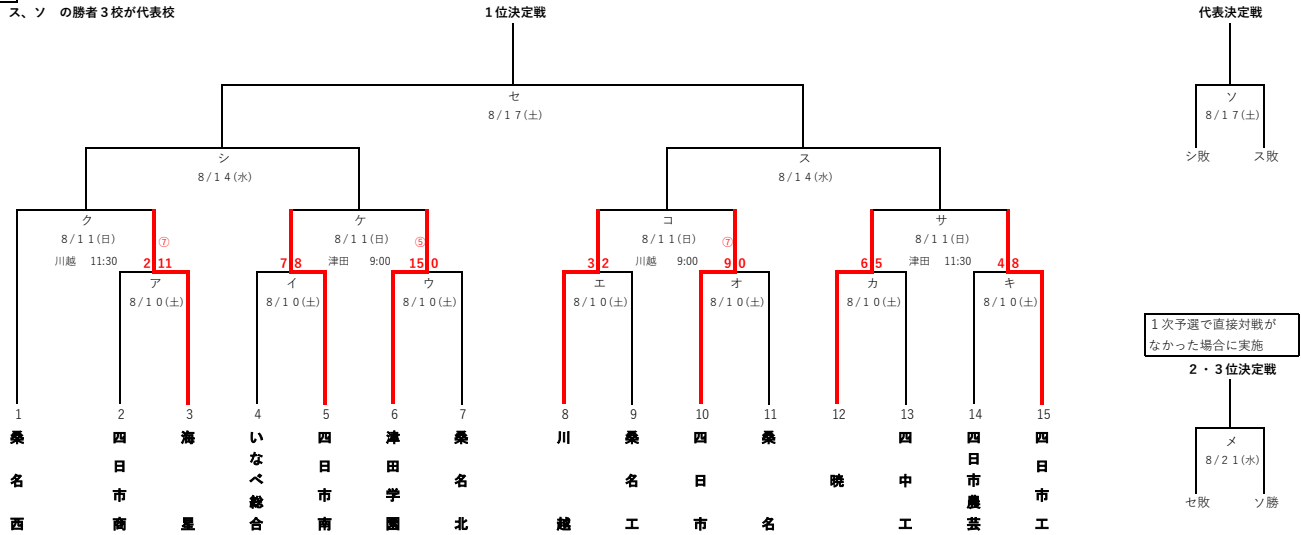 ス、ソ　の勝者３校が代表校
１位決定戦
代表決定戦
セ
８/１７(土)
ソ
８/１７(土)
シ敗
ス敗
シ
８/１４(水)
ス
８/１４(水)
ク
８/１１(日)
⑦
川越
11:30
2
11
ケ
８/１１(日)
⑤
津田
9:00
7
8
15
0
コ
８/１１(日)
⑦
川越
9:00
3
2
9
0
サ
８/１１(日)
津田
11:30
6
5
4
8
ア
８/１０(土)
イ
８/１０(土)
ウ
８/１０(土)
エ
８/１０(土)
オ
８/１０(土)
カ
８/１０(土)
キ
８/１０(土)
１次予選で直接対戦が
なかった場合に実施
２・３位決定戦
メ
８/２１(水)
セ敗
ソ勝
1
桑名西
2
四日市商
3
海星
4
いなべ総合
5
四日市南
6
津田学園
7
桑名北
8
川越
9
桑名工
10
四日市
11
桑名
12
暁
13
四中工
14
四日市農芸
15
四日市工